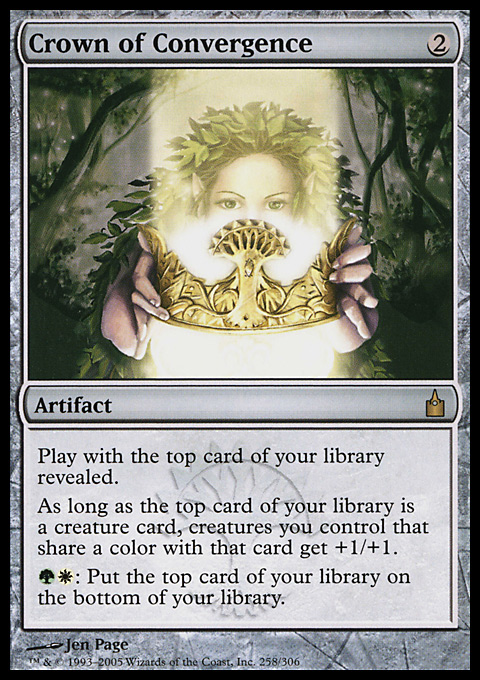 Crown of Convergence 2
Artifact
Play with the top card of your library
revealed.
As long as the top card of your library is
a creature card, creatures you control that
share a color with that card get +1/+1.
: Put the top card of your library on
the bottom of your library.
Jen Page
™ & © 1993–2005 Wizards of the Coast, Inc. 258/306